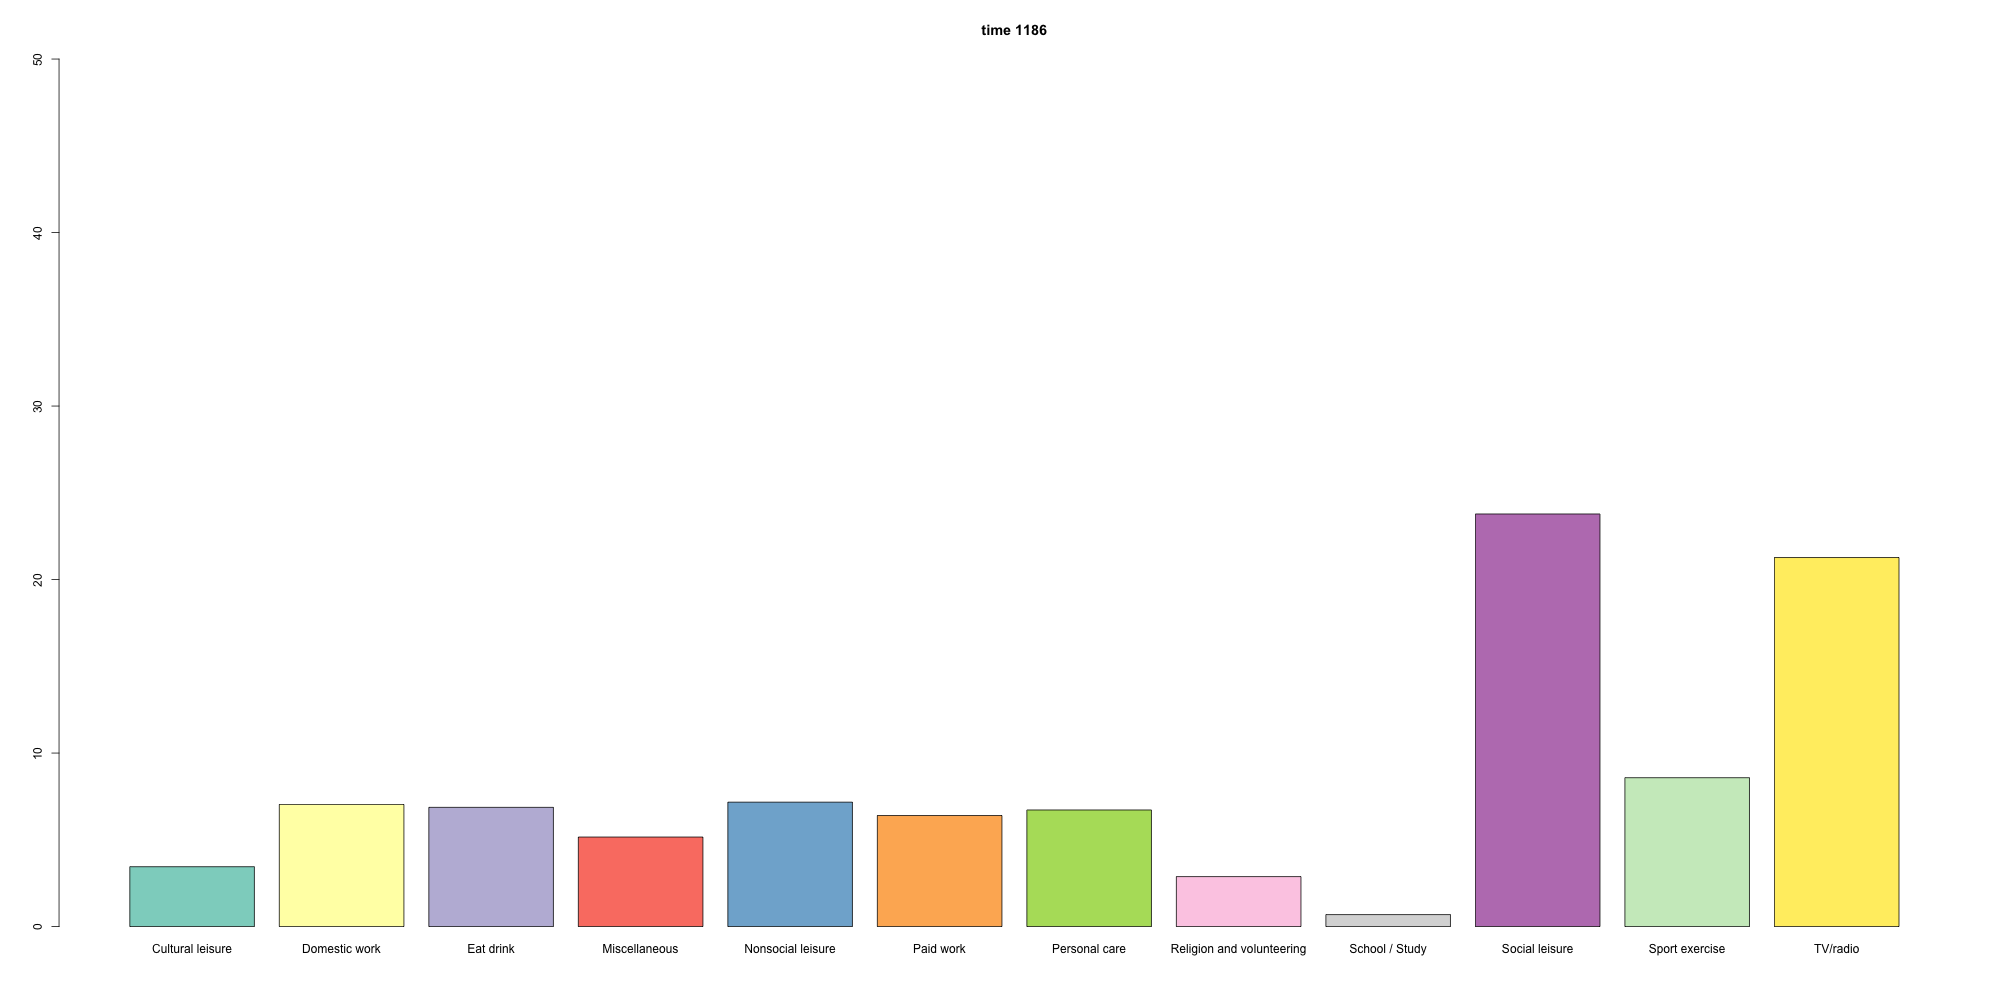 time 1186
50
40
30
20
10
0
Cultural leisure
Domestic work
Eat drink
Miscellaneous
Nonsocial leisure
Paid work
Personal care
Religion and volunteering
School / Study
Social leisure
Sport exercise
TV/radio